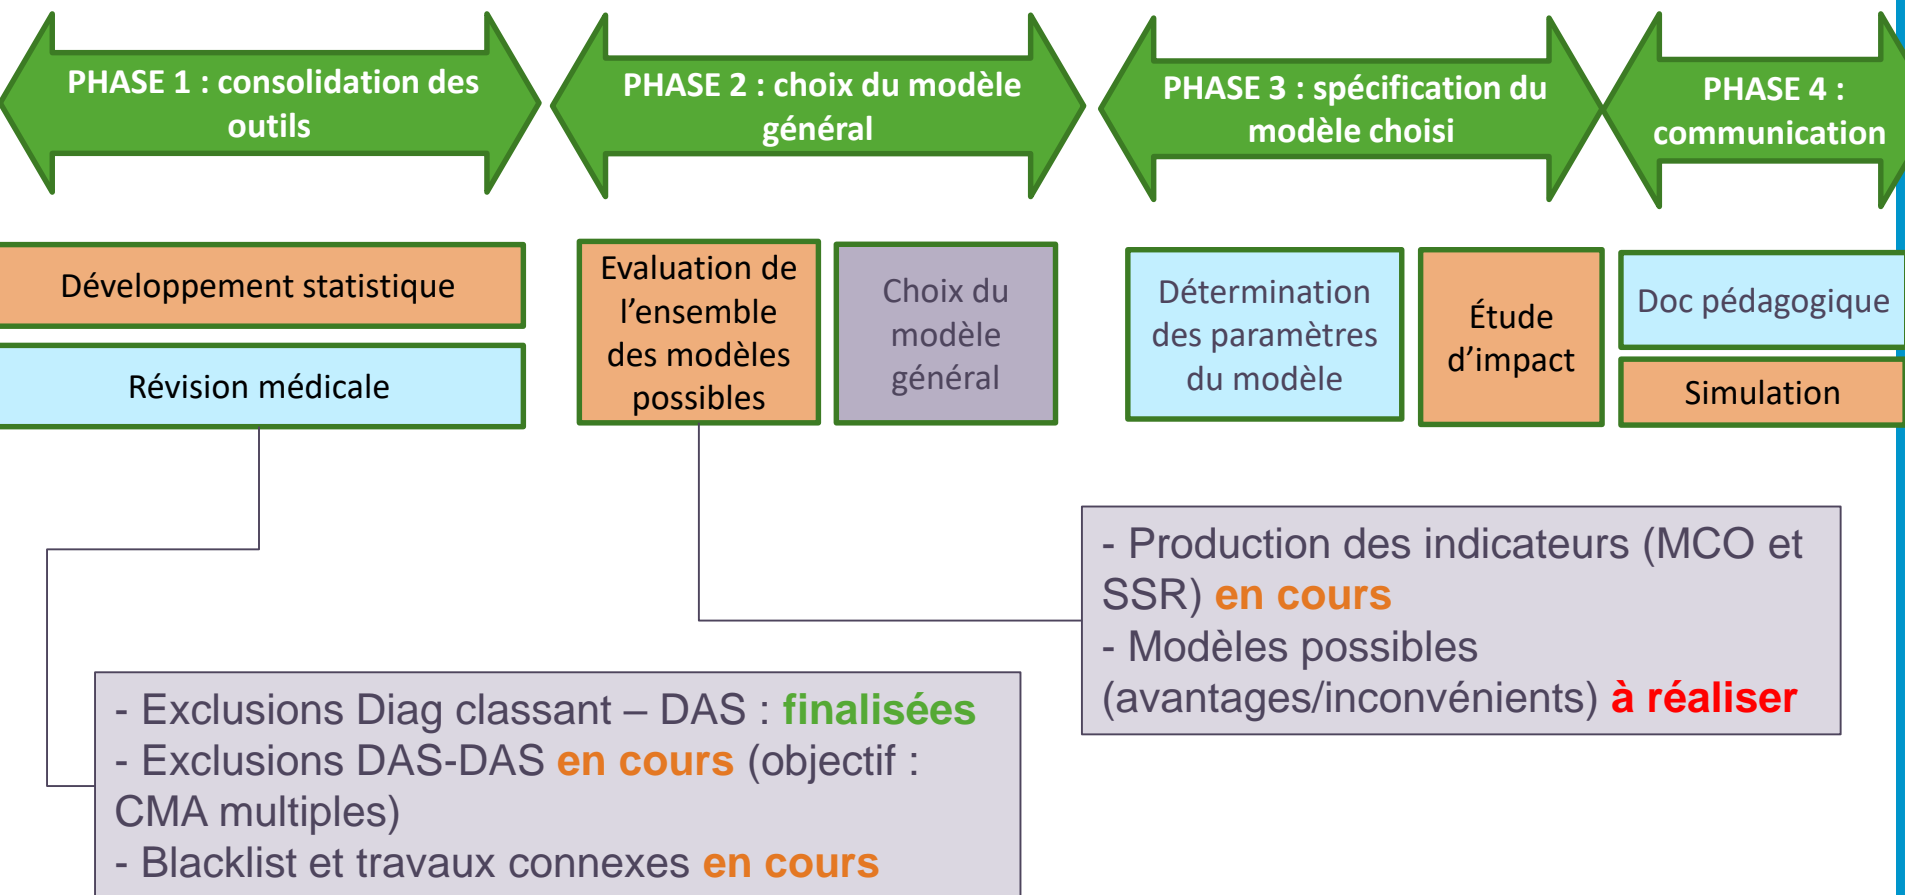 PHASE 1 : consolidation des
outils
PHASE 2 : choix du modèle
général
PHASE 3 : spécification du
modèle choisi
PHASE 4 :
communication
Développement statistique
Révision médicale
Evaluation de
l’ensemble
des modèles
possibles
Choix du
modèle
général
Détermination
des paramètres
du modèle
Étude
d’impact
Doc pédagogique
Simulation
- Production des indicateurs (MCO et
SSR) en cours
- Modèles possibles
(avantages/inconvénients) à réaliser
- Exclusions Diag classant – DAS : finalisées
- Exclusions DAS-DAS en cours (objectif :
CMA multiples)
- Blacklist et travaux connexes en cours